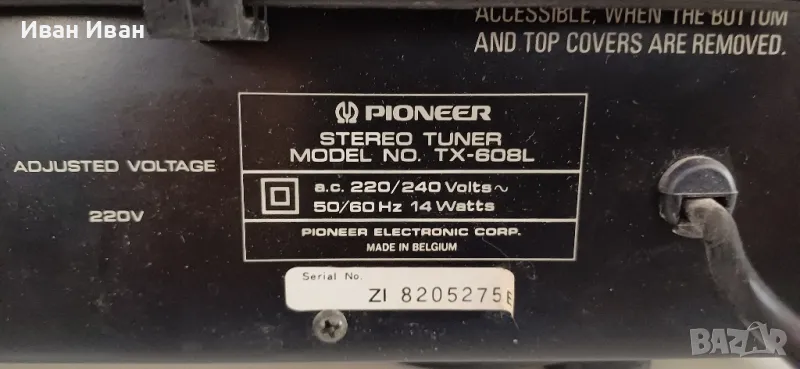 Иван Иван
ACCESSIBLE, WHEN THE BOTTOM
AND TOP COVERS ARE REMOVED.
PIONEER
STEREO TUNER
MODEL NO. TX-608L
ADJUSTED VOLTAGE
220V
a.c. 220/240 Volts~
50/60 Hz 14 Watts
PIONEER ELECTRONIC CORP.
MADE IN BELGIUM
Serial No.
ZI 8205275E
BAZAR